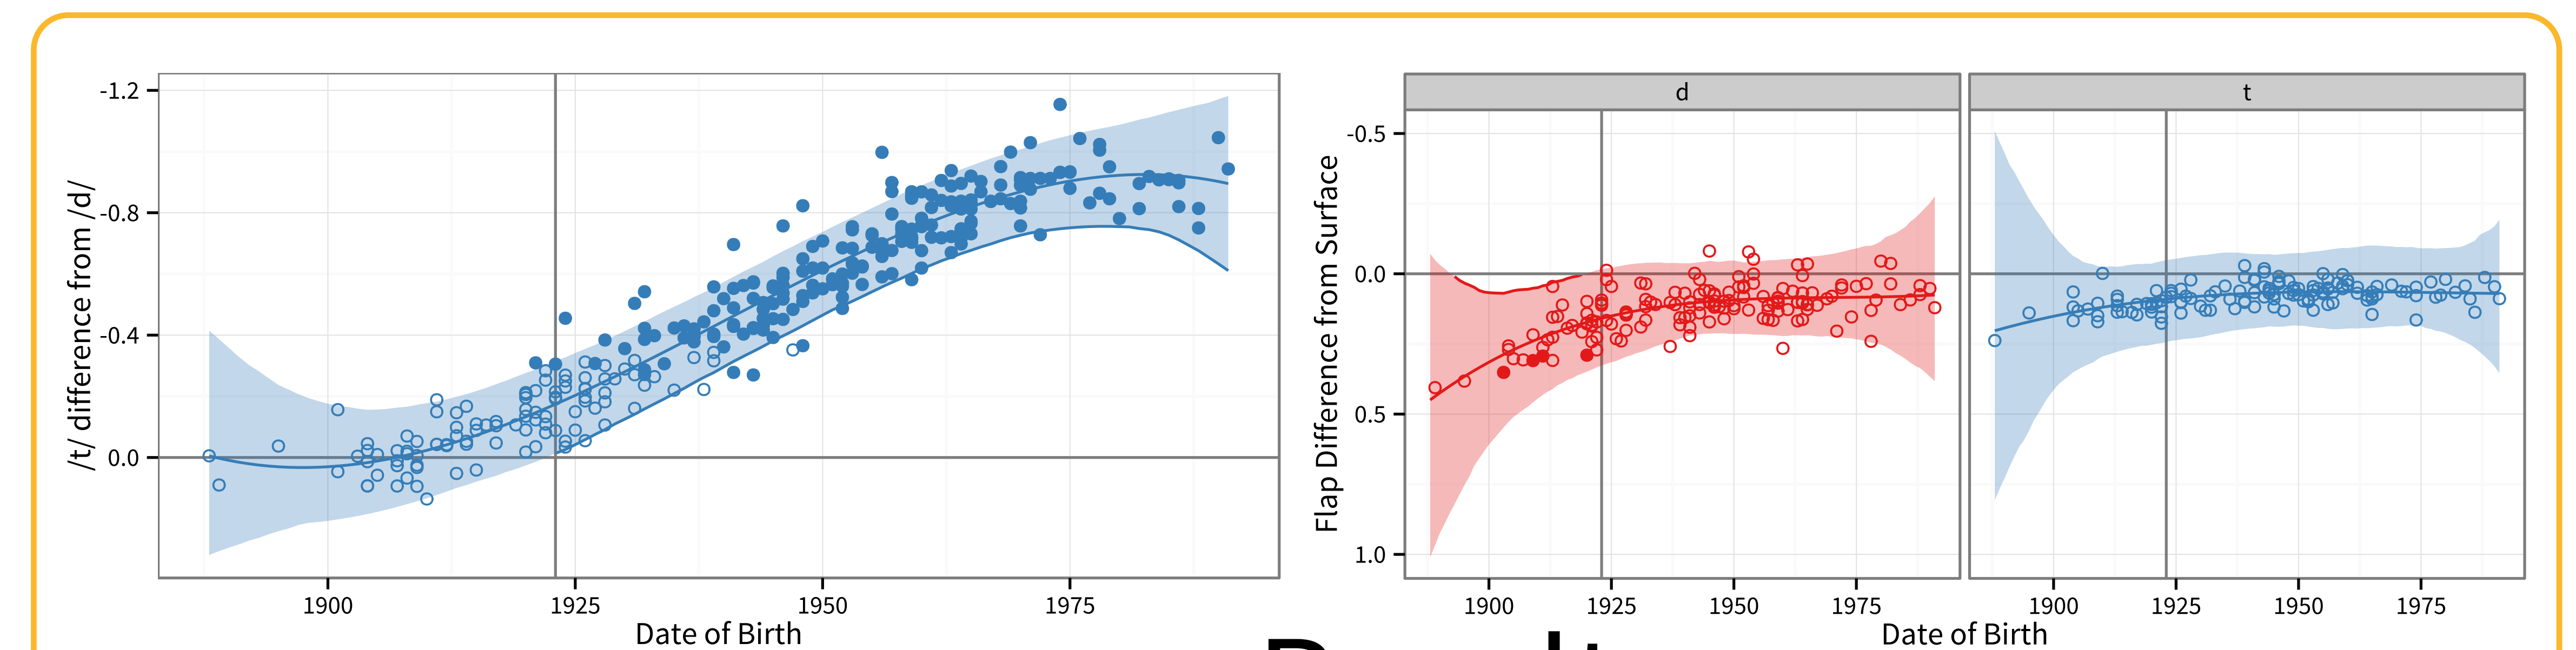 /t/ difference from /d/
-1.2
-0.8
-0.4
0.0
1900 1925 1950 1975
Date of Birth
Flap Difference from Surface
d t
-0.5
0.0
0.5
1.0
1900 1925 1950 1975 1900 1925 1950 1975
Date of Birth